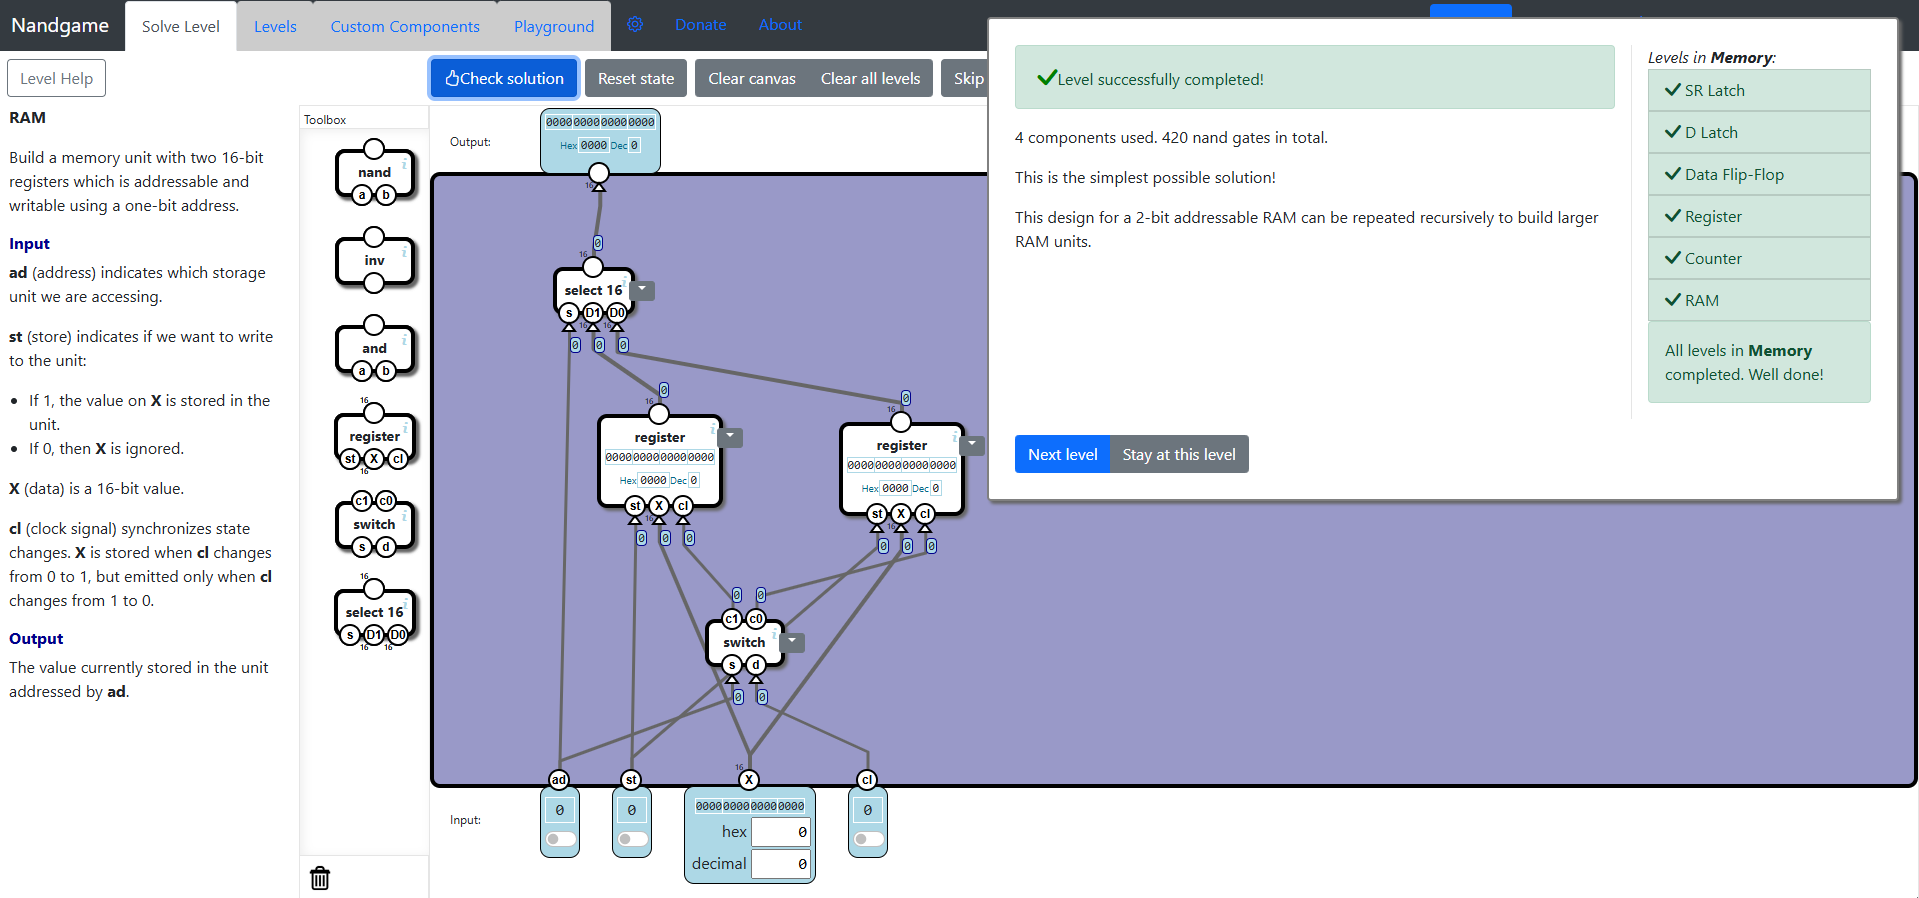 Nandgame
Solve Level
Levels
Custom Components
Playground
Donate
About
Level Help
Check solution
Reset state
Clear canvas
Clear all levels
Skip
RAM
Build a memory unit with two 16-bit
registers which is addressable and
writable using a one-bit address.
Input
ad (address) indicates which storage
unit we are accessing.
st (store) indicates if we want to write
to the unit:
• If 1, the value on X is stored in the
unit.
• If 0, then X is ignored.
X (data) is a 16-bit value.
cl (clock signal) synchronizes state
changes. X is stored when cl changes
from 0 to 1, but emitted only when cl
changes from 1 to 0.
Output
The value currently stored in the unit
addressed by ad.
Toolbox
nand
a b
inv
and
a b
16
register
st X cl
16
c1 c0
switch
s d
16
select 16
s D1 D0
16 16
Output:
0000000000000000
Hex 0000 Dec 0
16
0
16
select 16
s D1 D0
16 16
0 0 0
0
16
register
0000000000000000
Hex 0000 Dec 0
st X cl
16
0 0 0
0
16
register
0000000000000000
Hex 0000 Dec 0
st X cl
16
0 0 0
0 0
c1 c0
switch
s d
0 0
16
ad st X cl
Input:
0
0
0000000000000000
hex 0
decimal 0
0
Level successfully completed!
4 components used. 420 nand gates in total.
This is the simplest possible solution!
This design for a 2-bit addressable RAM can be repeated recursively to build larger
RAM units.
Next level
Stay at this level
Levels in Memory:
SR Latch
D Latch
Data Flip-Flop
Register
Counter
RAM
All levels in Memory
completed. Well done!